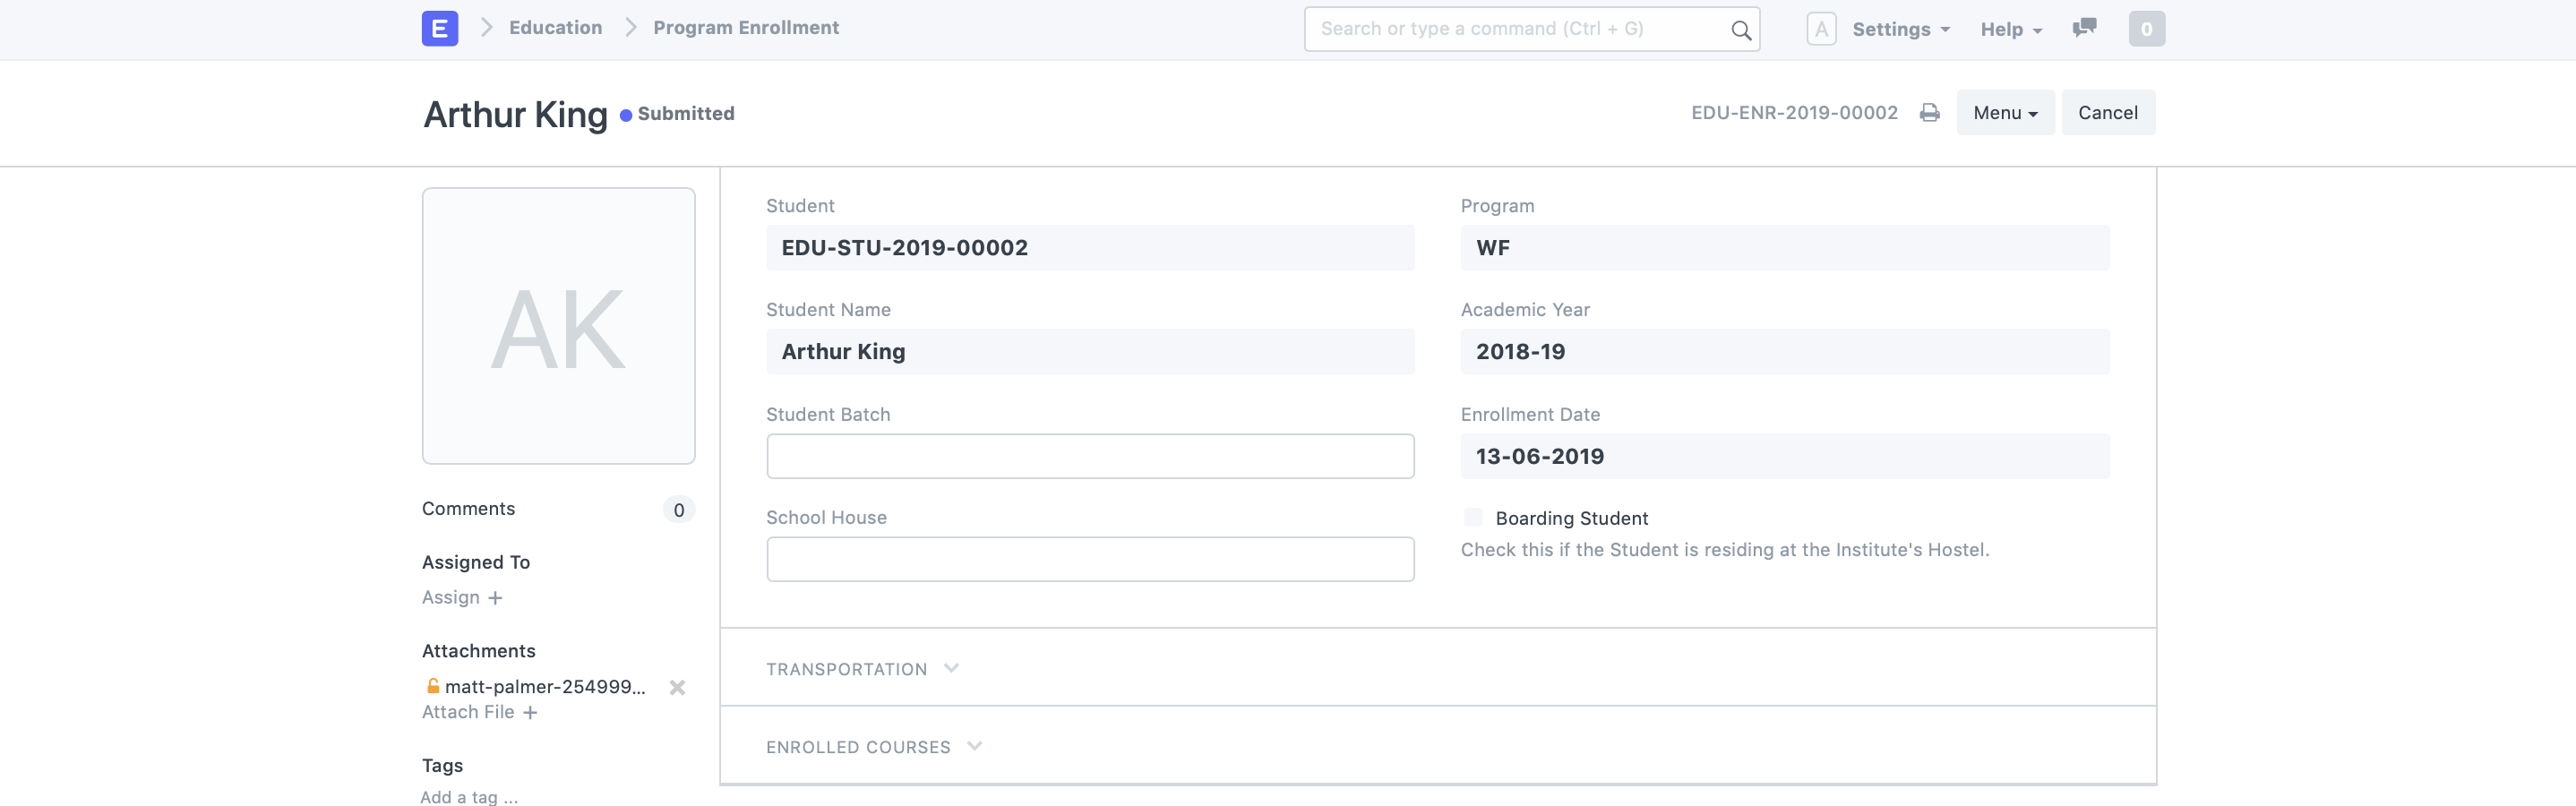 E Education Program Enrollment Search or type a command (Ctrl + G) A Settings Help 0
Arthur King Submitted EDU-ENR-2019-00002 Menu Cancel
AK
Comments 0
Assigned To
Assign +
Attachments
matt-palmer-254999...
Attach File +
Tags
Add a tag ...
Student
EDU-STU-2019-00002
Student Name
Arthur King
Student Batch
School House
Program
WF
Academic Year
2018-19
Enrollment Date
13-06-2019
Boarding Student
Check this if the Student is residing at the Institute's Hostel.
TRANSPORTATION
ENROLLED COURSES